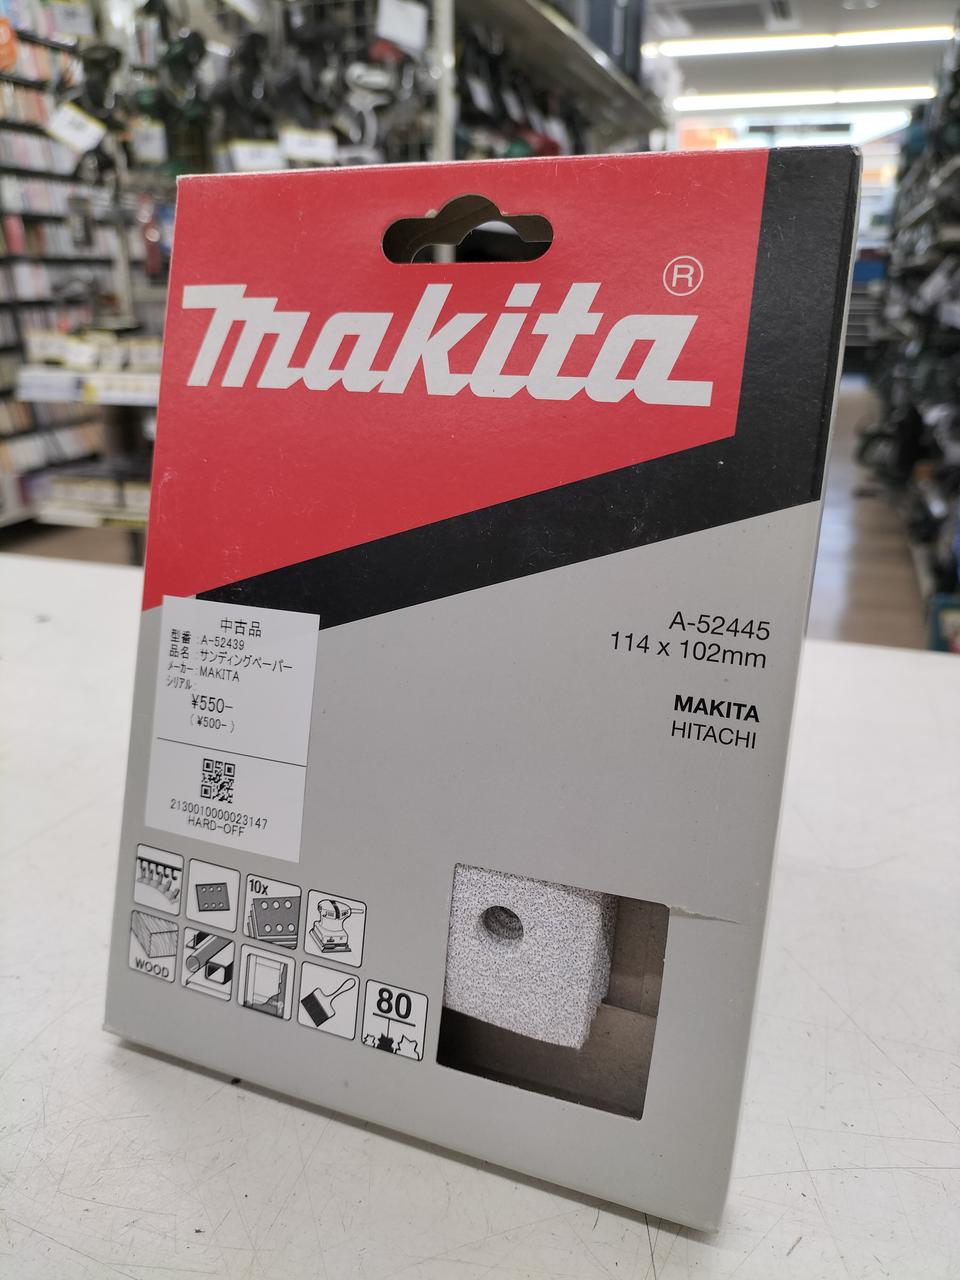 makita®
A-52445
114 x 102mm
MAKITA
HITACHI
中古品
型番:A-52439
品名:サンディングペーパー
メーカー:MAKITA
シリアル:
¥550-
(¥500-)
2130010000023147
HARD-OFF
10x
WOOD
80